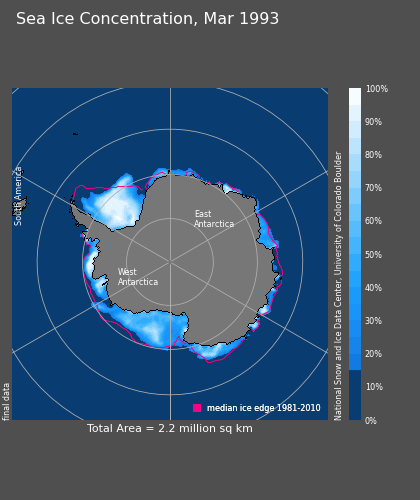 Sea Ice Concentration, Mar 1993
South America
East
Antarctica
West
Antarctica
final data
median ice edge 1981-2010
Total Area = 2.2 million sq km
National Snow and Ice Data Center, University of Colorado Boulder
100%
90%
80%
70%
60%
50%
40%
30%
20%
10%
0%